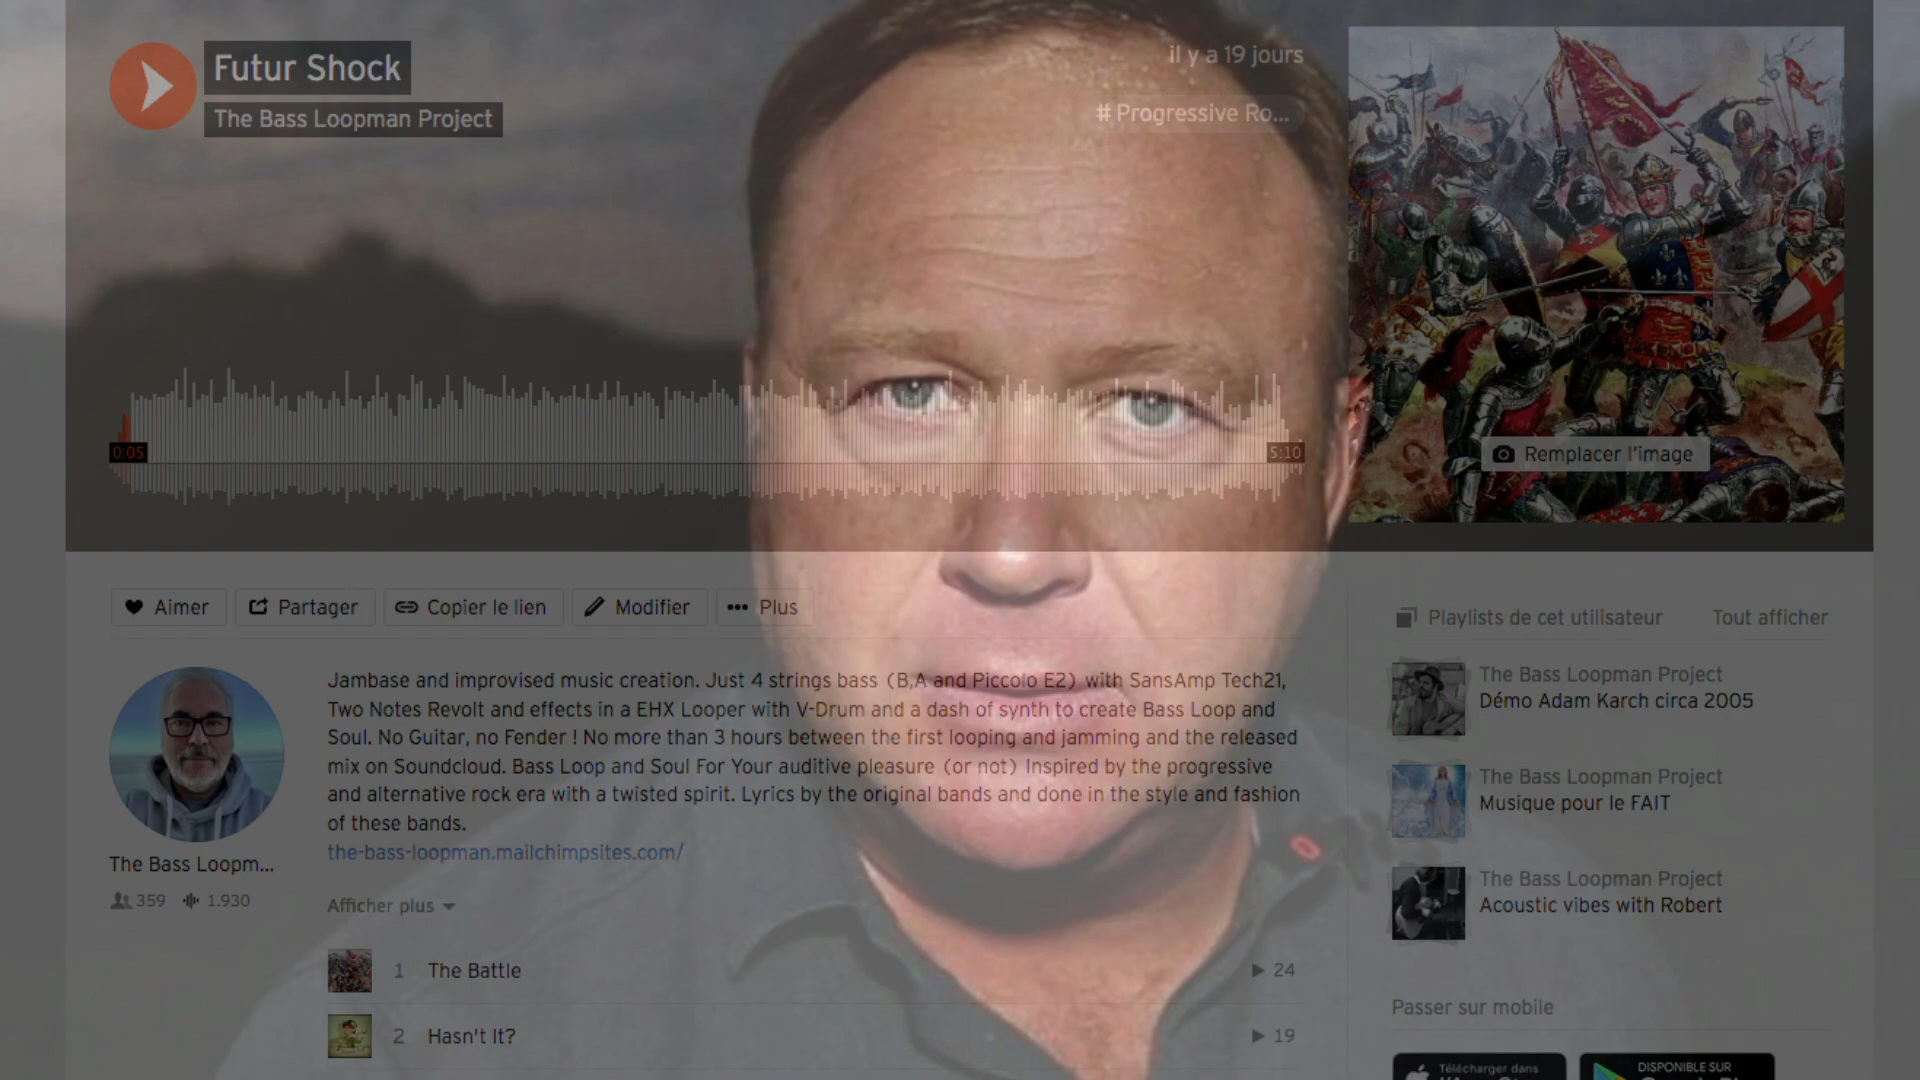 Futur Shock
The Bass Loopman Project
il y a 19 jours
# Progressive Ro...
0:05
5:10
Remplacer l'image
Aimer
Partager
Copier le lien
Modifier
Plus
Jambase and improvised music creation. Just 4 strings bass (B,A and Piccolo E2) with SansAmp Tech21,
Two Notes Revolt and effects in a EHX Looper with V-Drum and a dash of synth to create Bass Loop and
Soul. No Guitar, no Fender ! No more than 3 hours between the first looping and jamming and the released
mix on Soundcloud. Bass Loop and Soul For Your auditive pleasure (or not) Inspired by the progressive
and alternative rock era with a twisted spirit. Lyrics by the original bands and done in the style and fashion
of these bands.
the-bass-loopman.mailchimpsites.com/
The Bass Loopm...
359
1.930
Afficher plus
1 The Battle
24
2 Hasn't It?
19
Playlists de cet utilisateur
Tout afficher
The Bass Loopman Project
Démo Adam Karch circa 2005
The Bass Loopman Project
Musique pour le FAIT
The Bass Loopman Project
Acoustic vibes with Robert
Passer sur mobile
Télécharger dans
DISPONIBLE SUR